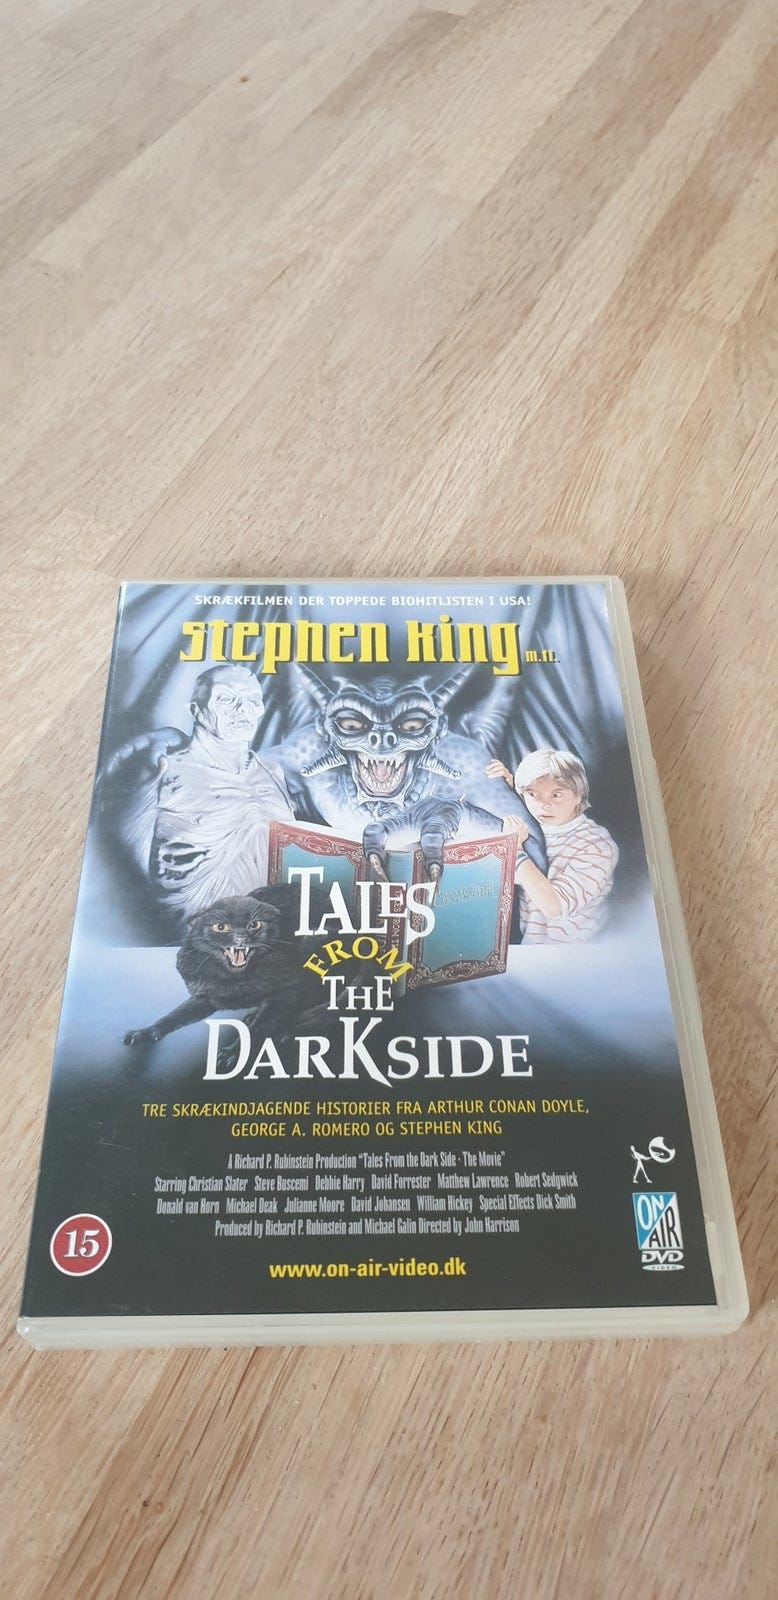 SKRÆKFILMEN DER TOPPEDE BIOHITLISTEN I USA!
stephen king m.fl.
TALES
FROM
THE
DARKSIDE
TRE SKRÆKINDJAGENDE HISTORIER FRA ARTHUR CONAN DOYLE,
GEORGE A. ROMERO OG STEPHEN KING
A Richard P. Rubinstein Production "Tales From the Dark Side - The Movie"
Starring Christian Slater Steve Buscemi Debbie Harry David Forrester Matthew Lawrence Robert Sedgwick
Donald van Horn Michael Deak Julianne Moore David Johansen William Hickey Special Effects Dick Smith
Produced by Richard P. Rubinstein and Michael Galin Directed by John Harrison
15
www.on-air-video.dk
ON
AIR
DVD
VIDEO